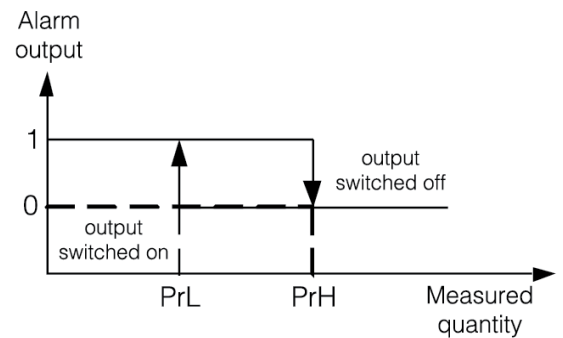 Alarm
output
1
output
switched off
0
output
switched on
PrL
PrH
Measured
quantity